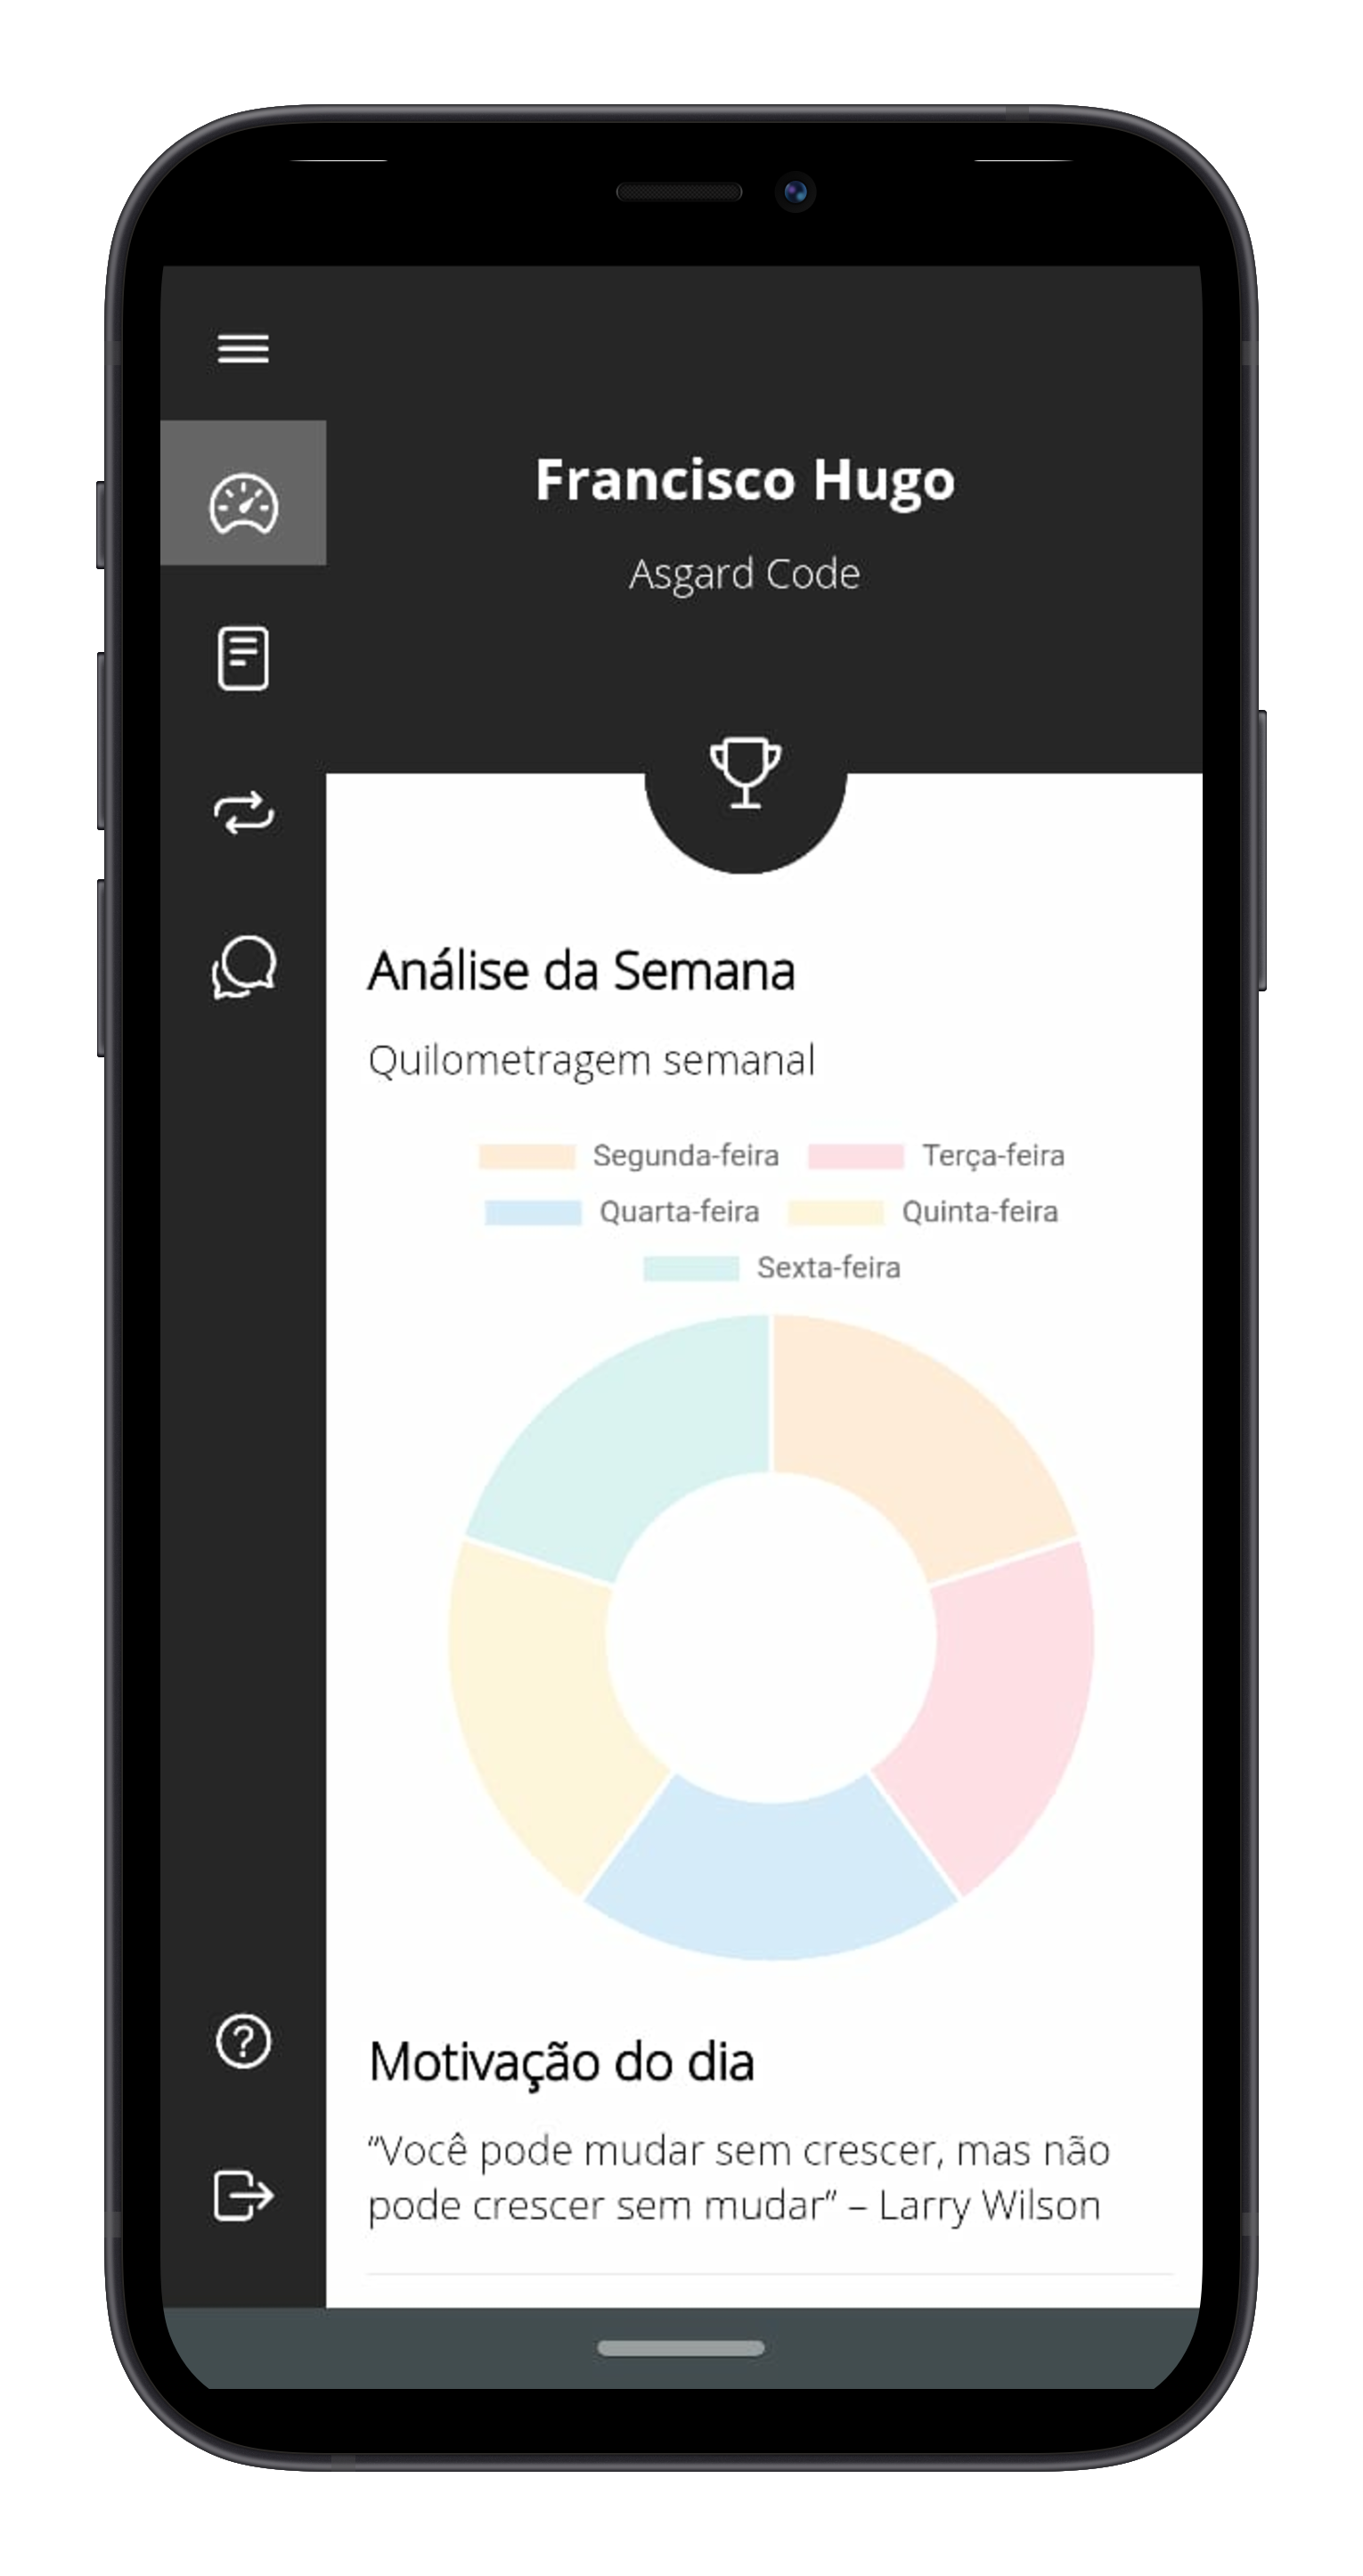 Francisco Hugo
Asgard Code
Análise da Semana
Quilometragem semanal
Segunda-feira Terça-feira
Quarta-feira Quinta-feira
Sexta-feira
Motivação do dia
“Você pode mudar sem crescer, mas não
pode crescer sem mudar” – Larry Wilson